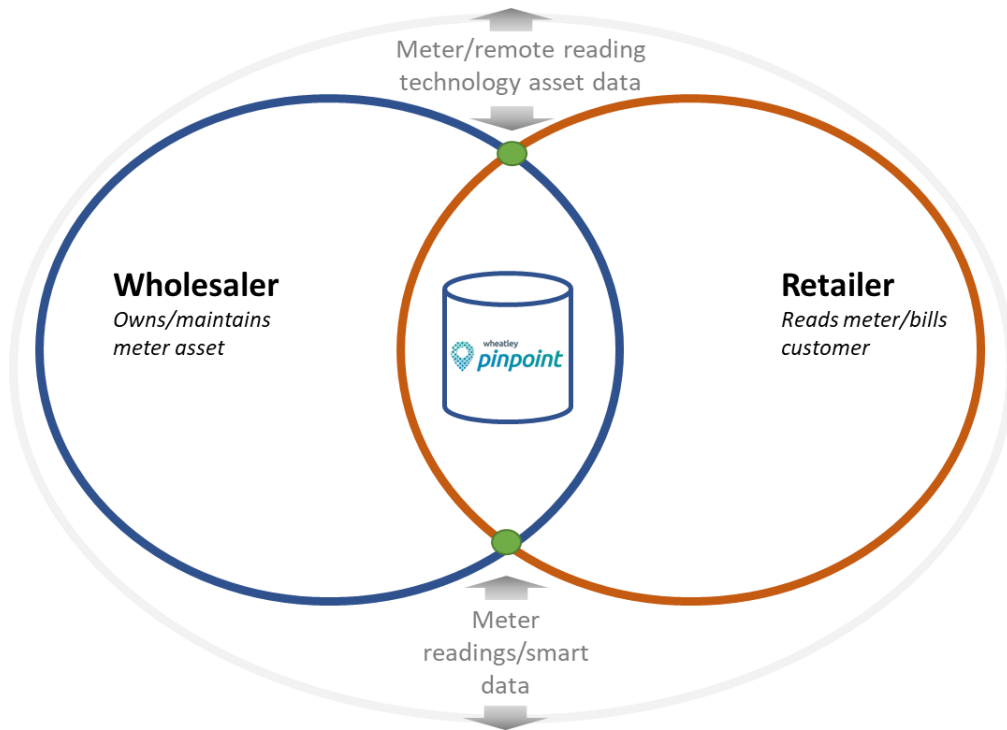 Meter/remote reading
technology asset data
Wholesaler
Owns/maintains
meter asset
wheatley
pinpoint
Retailer
Reads meter/bills
customer
Meter
readings/smart
data